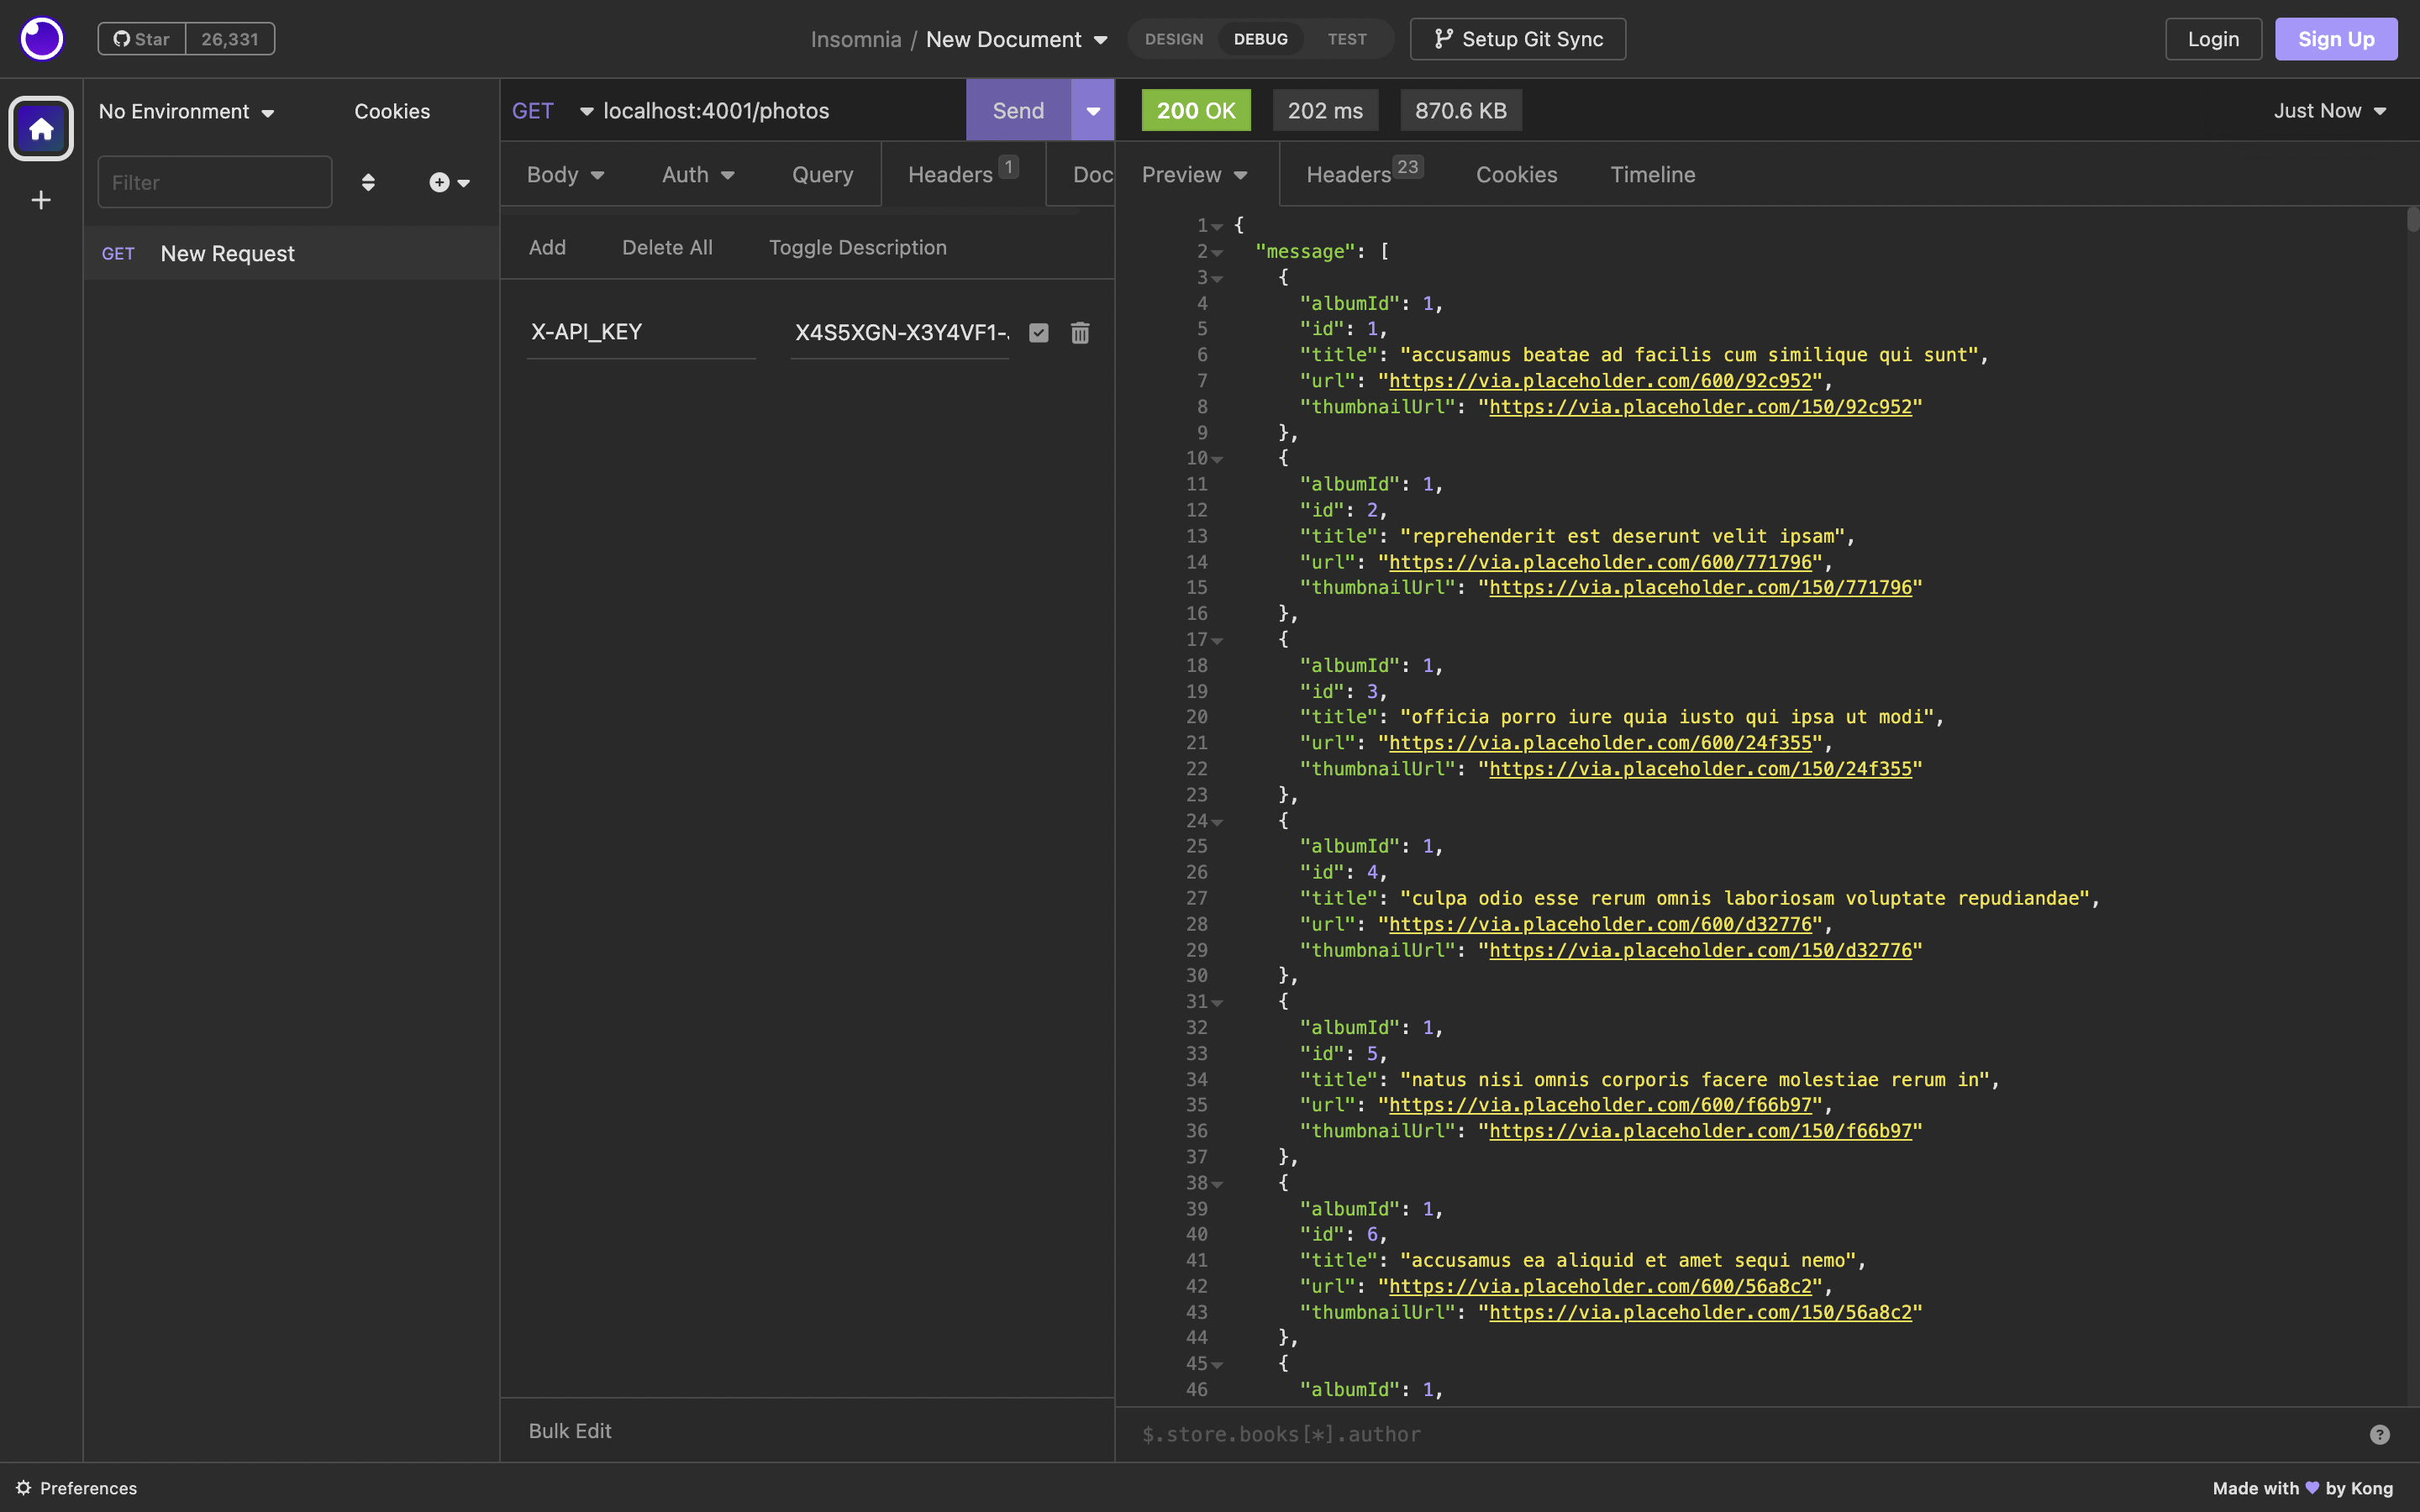 Star 26,331
Insomnia / New Document
DESIGN DEBUG TEST
Setup Git Sync
Login
Sign Up
No Environment
Cookies
Filter
GET New Request
GET localhost:4001/photos
Send
Body Auth Query Headers 1 Doc
Add Delete All Toggle Description
X-API_KEY X4S5XGN-X3Y4VF1-
Bulk Edit
200 OK 202 ms 870.6 KB Just Now
Preview Headers 23 Cookies Timeline
1 {
2 "message": [
3 {
4 "albumId": 1,
5 "id": 1,
6 "title": "accusamus beatae ad facilis cum similique qui sunt",
7 "url": "https://via.placeholder.com/600/92c952",
8 "thumbnailUrl": "https://via.placeholder.com/150/92c952"
9 },
10 {
11 "albumId": 1,
12 "id": 2,
13 "title": "reprehenderit est deserunt velit ipsam",
14 "url": "https://via.placeholder.com/600/771796",
15 "thumbnailUrl": "https://via.placeholder.com/150/771796"
16 },
17 {
18 "albumId": 1,
19 "id": 3,
20 "title": "officia porro iure quia iusto qui ipsa ut modi",
21 "url": "https://via.placeholder.com/600/24f355",
22 "thumbnailUrl": "https://via.placeholder.com/150/24f355"
23 },
24 {
25 "albumId": 1,
26 "id": 4,
27 "title": "culpa odio esse rerum omnis laboriosam voluptate repudiandae",
28 "url": "https://via.placeholder.com/600/d32776",
29 "thumbnailUrl": "https://via.placeholder.com/150/d32776"
30 },
31 {
32 "albumId": 1,
33 "id": 5,
34 "title": "natus nisi omnis corporis facere molestiae rerum in",
35 "url": "https://via.placeholder.com/600/f66b97",
36 "thumbnailUrl": "https://via.placeholder.com/150/f66b97"
37 },
38 {
39 "albumId": 1,
40 "id": 6,
41 "title": "accusamus ea aliquid et amet sequi nemo",
42 "url": "https://via.placeholder.com/600/56a8c2",
43 "thumbnailUrl": "https://via.placeholder.com/150/56a8c2"
44 },
45 {
46 "albumId": 1,
$.store.books[*].author
?
Preferences
Made with 💜 by Kong